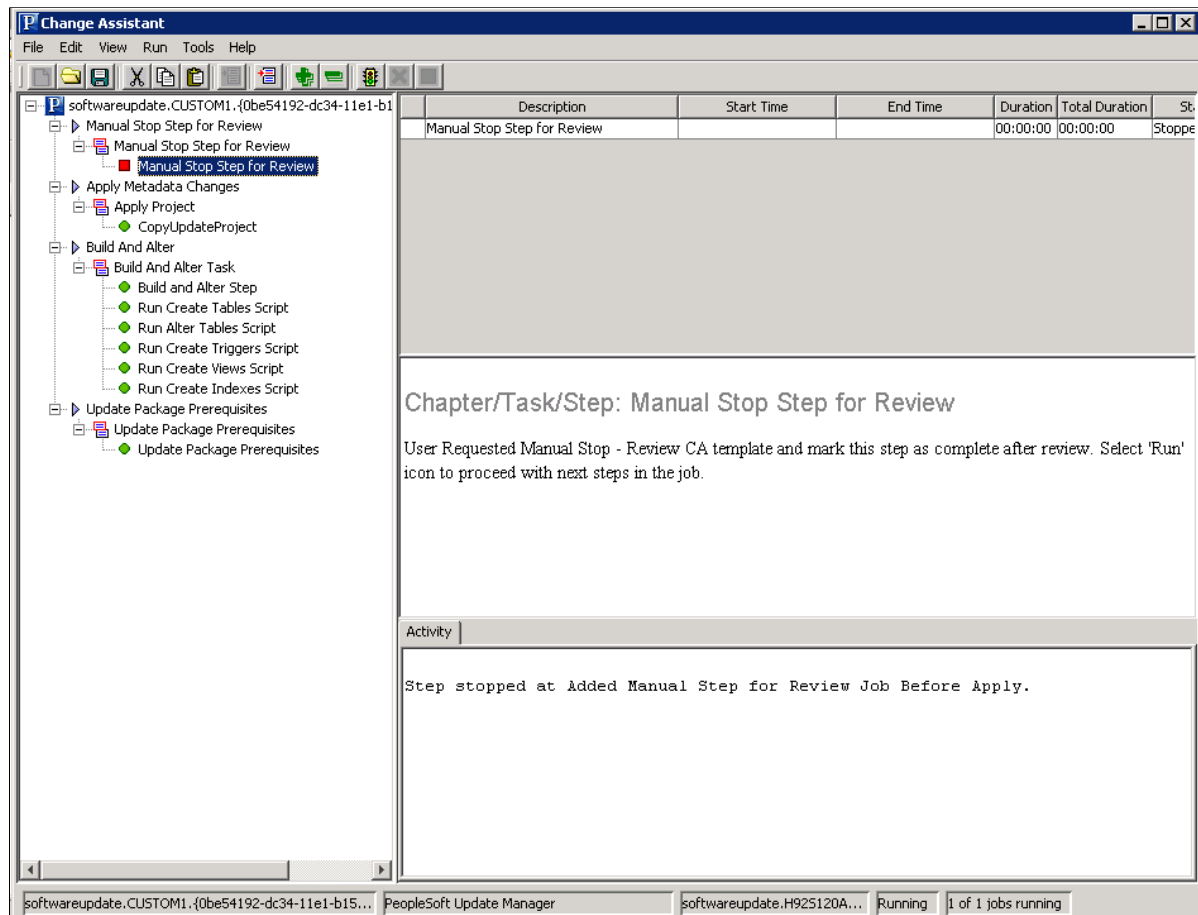 Change Assistant
File Edit View Run Tools Help
softwareupdate.CUSTOM1.{0be54192-dc34-11e1-b1
Manual Stop Step for Review
Manual Stop Step for Review
Manual Stop Step for Review
Apply Metadata Changes
Apply Project
CopyUpdateProject
Build And Alter
Build And Alter Task
Build and Alter Step
Run Create Tables Script
Run Alter Tables Script
Run Create Triggers Script
Run Create Views Script
Run Create Indexes Script
Update Package Prerequisites
Update Package Prerequisites
Update Package Prerequisites
Description Start Time End Time Duration Total Duration St
Manual Stop Step for Review 00:00:00 00:00:00 Stoppe
Chapter/Task/Step: Manual Stop Step for Review
User Requested Manual Stop - Review CA template and mark this step as complete after review. Select 'Run'
icon to proceed with next steps in the job.
Activity
Step stopped at Added Manual Step for Review Job Before Apply.
softwareupdate.CUSTOM1.{0be54192-dc34-11e1-b15... PeopleSoft Update Manager softwareupdate.H92S120A... Running 1 of 1 jobs running